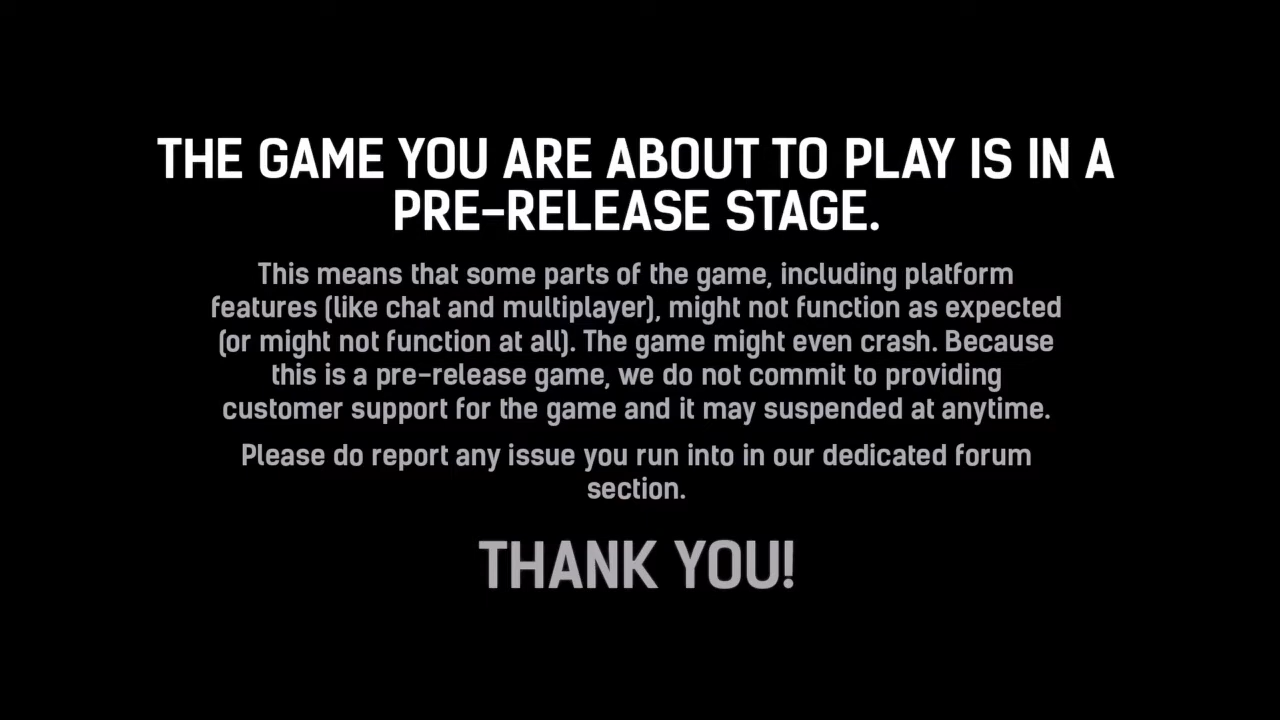 THE GAME YOU ARE ABOUT TO PLAY IS IN A
PRE-RELEASE STAGE.
This means that some parts of the game, including platform
features (like chat and multiplayer), might not function as expected
(or might not function at all). The game might even crash. Because
this is a pre-release game, we do not commit to providing
customer support for the game and it may suspended at anytime.
Please do report any issue you run into in our dedicated forum
section.
THANK YOU!